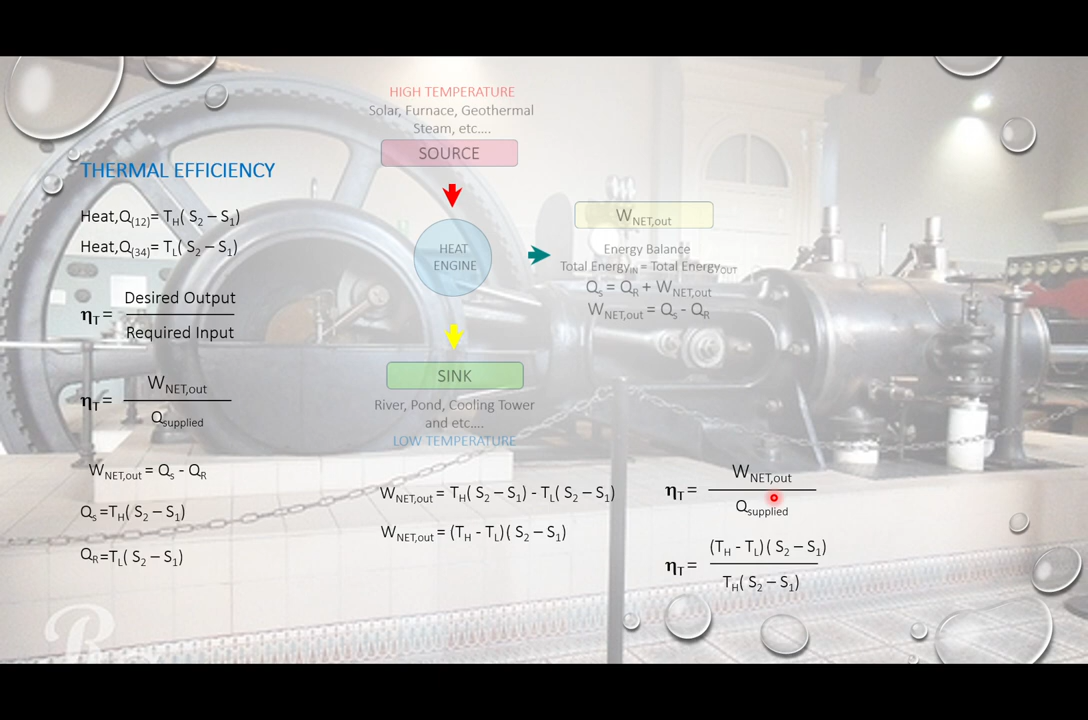 HIGH TEMPERATURE
Solar, Furnace, Geothermal
Steam, etc....
SOURCE
THERMAL EFFICIENCY
Heat,Q(12)= TH( S2 – S1)
Heat,Q(34)= TL( S2 – S1)
ηT = Desired Output
Required Input
ηT = WNET,out
Qsupplied
WNET,out = Qs - QR
Qs =TH( S2 – S1)
QR=TL( S2 – S1)
HEAT
ENGINE
WNET,out
Energy Balance
Total EnergyIN = Total EnergyOUT
Qs = QR + WNET,out
WNET,out = Qs - QR
SINK
River, Pond, Cooling Tower
and etc....
LOW TEMPERATURE
WNET,out = TH( S2 – S1) - TL( S2 – S1)
WNET,out = (TH - TL)( S2 – S1)
ηT = WNET,out
Qsupplied
ηT = (TH - TL)( S2 – S1)
TH( S2 – S1)